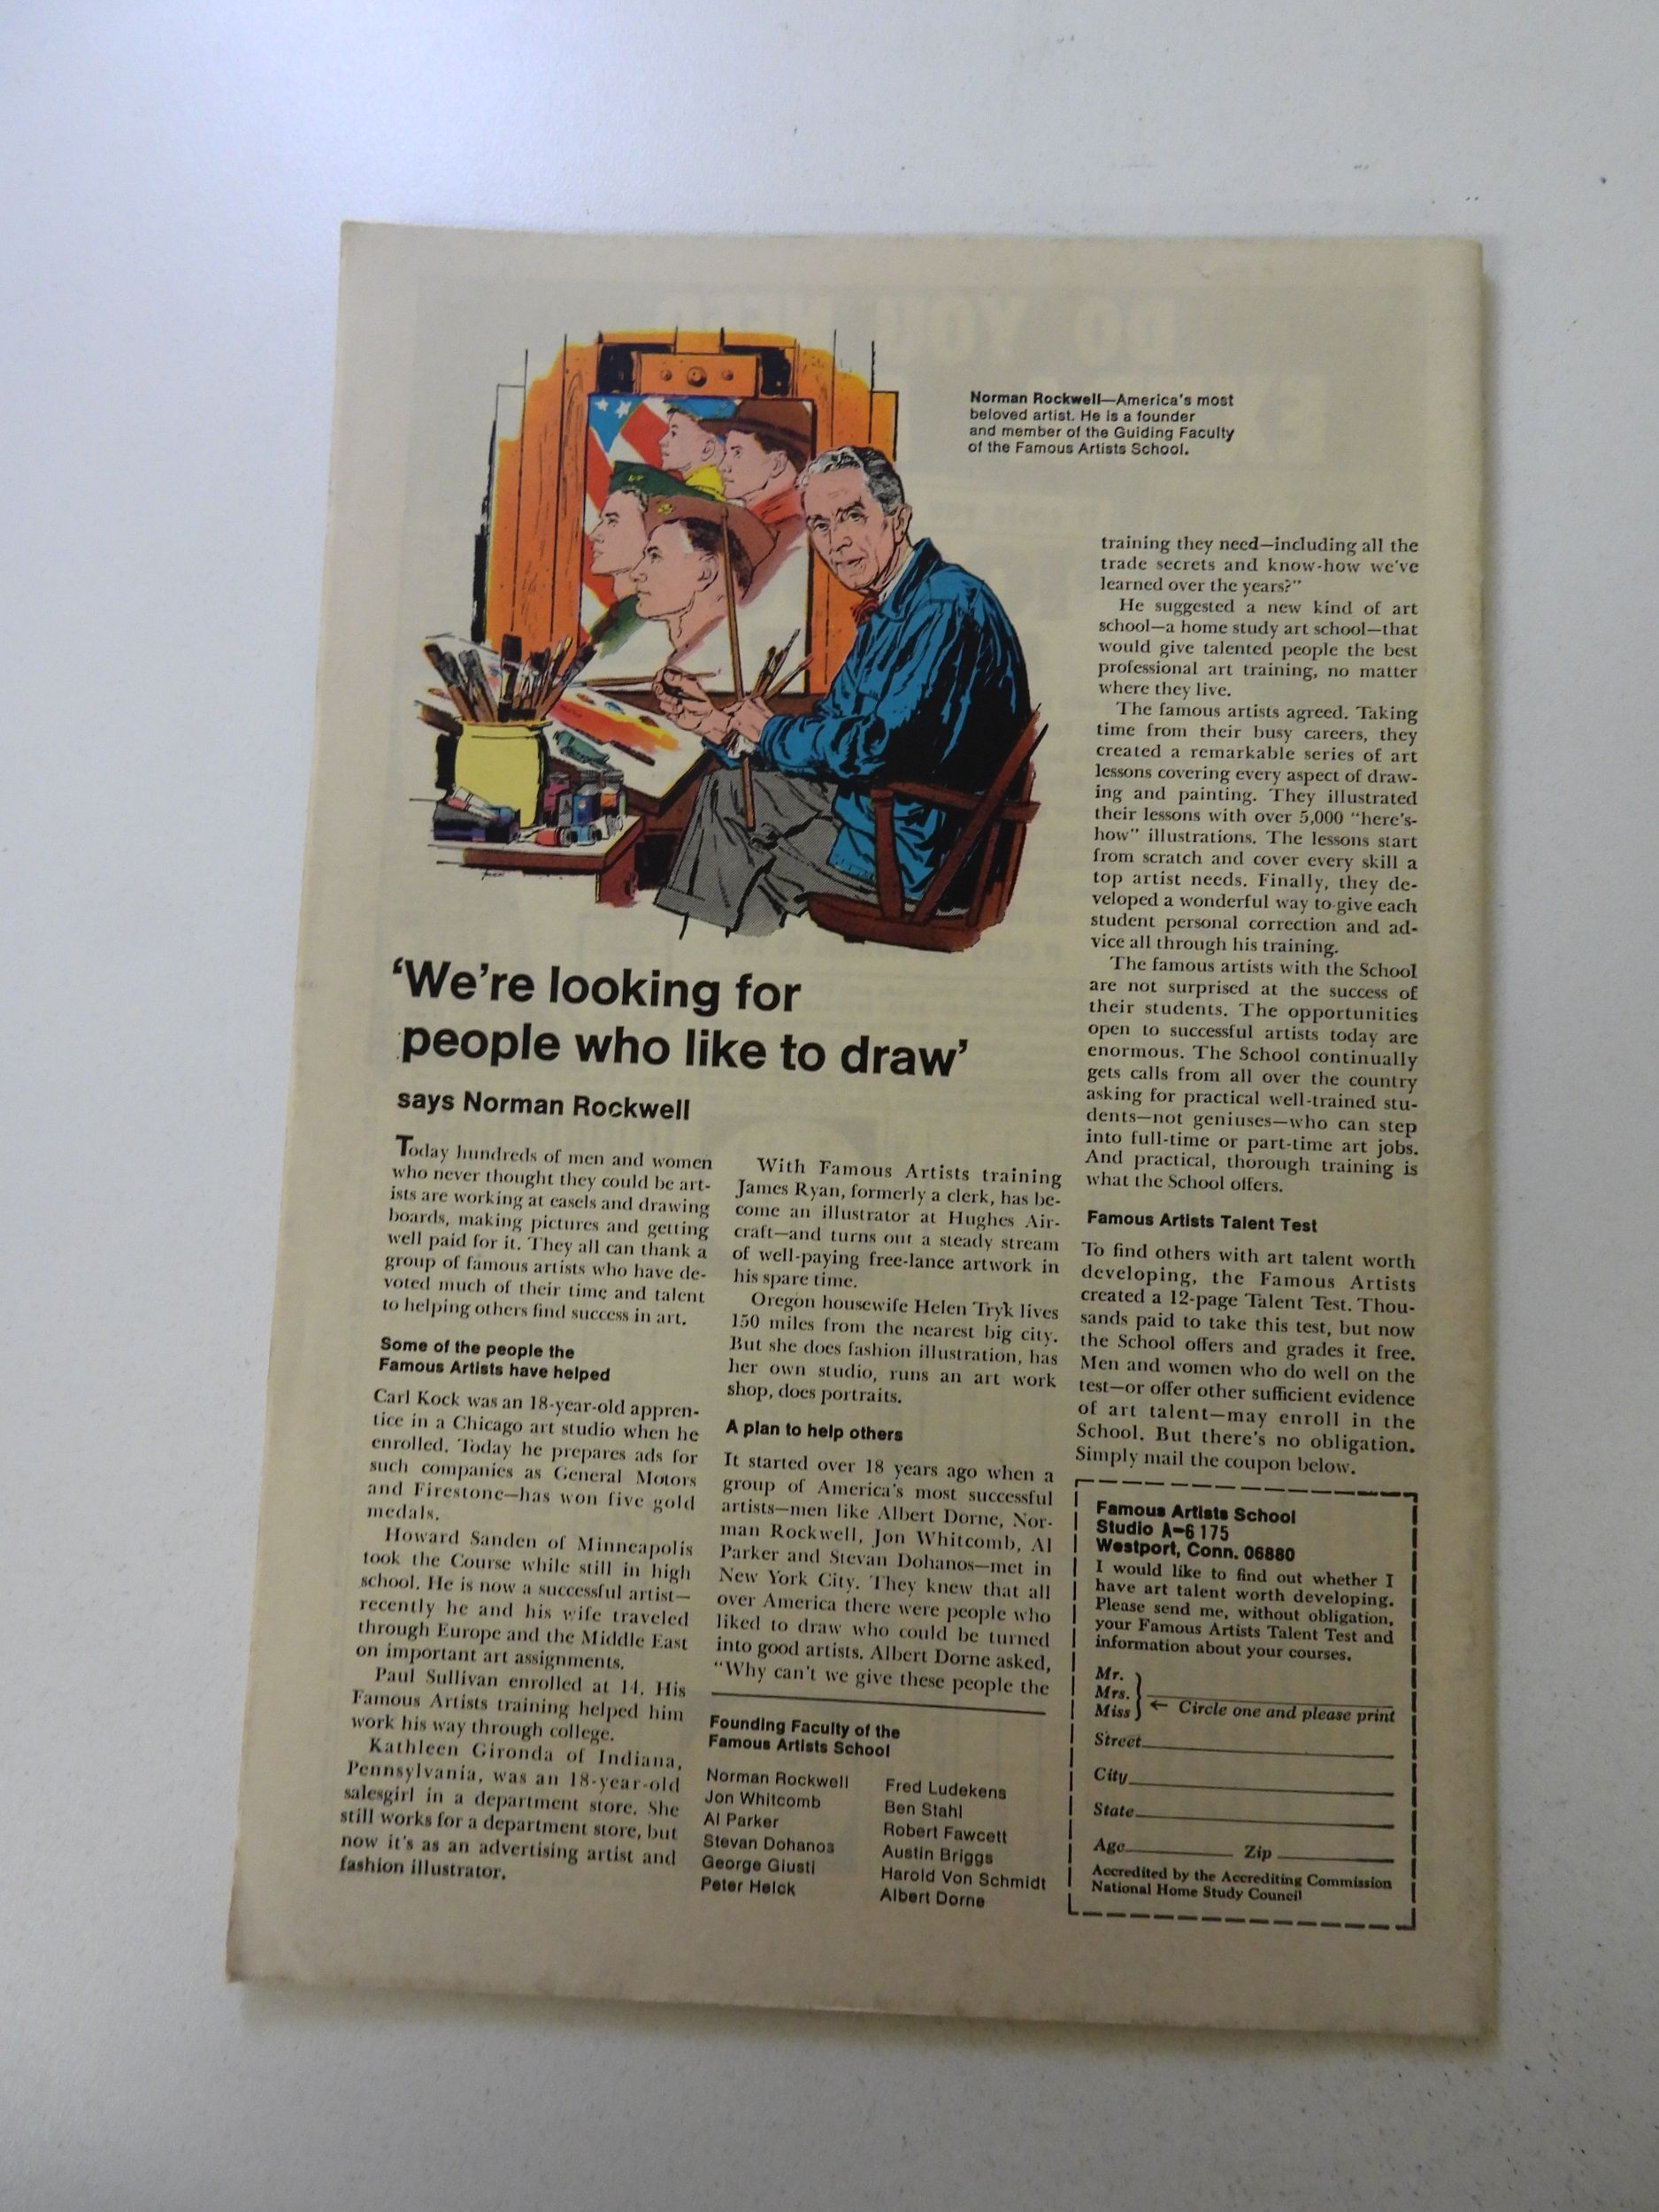 Norman Rockwell—America's most
beloved artist. He is a founder
and member of the Guiding Faculty
of the Famous Artists School.
'We're looking for
people who like to draw'
says Norman Rockwell
Today hundreds of men and women
who never thought they could be art-
ists are working at easels and drawing
boards, making pictures and getting
well paid for it. They all can thank a
group of famous artists who have de-
voted much of their time and talent
to helping others find success in art.
Some of the people the
Famous Artists have helped
Carl Kock was an 18-year-old appren-
tice in a Chicago art studio when he
enrolled. Today he prepares ads for
such companies as General Motors
and Firestone—has won five gold
medals.
Howard Sanden of Minneapolis
took the Course while still in high
school. He is now a successful artist—
recently he and his wife traveled
through Europe and the Middle East
on important art assignments.
Paul Sullivan enrolled at 14. His
Famous Artists training helped him
work his way through college.
Kathleen Gironda of Indiana,
Pennsylvania, was an 18-year-old
salesgirl in a department store. She
still works for a department store, but
now it's as an advertising artist and
fashion illustrator.
With Famous Artists training
James Ryan, formerly a clerk, has be-
come an illustrator at Hughes Air-
craft—and turns out a steady stream
of well-paying free-lance artwork in
his spare time.
Oregon housewife Helen Tryk lives
150 miles from the nearest big city.
But she does fashion illustration, has
her own studio, runs an art work
shop, does portraits.
A plan to help others
It started over 18 years ago when a
group of America's most successful
artists—men like Albert Dorne, Nor-
man Rockwell, Jon Whitcomb, Al
Parker and Stevan Dohanos—met in
New York City. They knew that all
over America there were people who
liked to draw who could be turned
into good artists. Albert Dorne asked,
"Why can't we give these people the
training they need—including all the
trade secrets and know-how we've
learned over the years?"
He suggested a new kind of art
school—a home study art school—that
would give talented people the best
professional art training, no matter
where they live.
The famous artists agreed. Taking
time from their busy careers, they
created a remarkable series of art
lessons covering every aspect of draw-
ing and painting. They illustrated
their lessons with over 5,000 "here's-
how" illustrations. The lessons start
from scratch and cover every skill a
top artist needs. Finally, they de-
veloped a wonderful way to give each
student personal correction and ad-
vice all through his training.
The famous artists with the School
are not surprised at the success of
their students. The opportunities
open to successful artists today are
enormous. The School continually
gets calls from all over the country
asking for practical well-trained stu-
dents—not geniuses—who can step
into full-time or part-time art jobs.
And practical, thorough training is
what the School offers.
Famous Artists Talent Test
To find others with art talent worth
developing, the Famous Artists
created a 12-page Talent Test. Thou-
sands paid to take this test, but now
the School offers and grades it free.
Men and women who do well on the
test—or offer other sufficient evidence
of art talent—may enroll in the
School. But there's no obligation.
Simply mail the coupon below.
Founding Faculty of the
Famous Artists School
Norman Rockwell
Jon Whitcomb
Al Parker
Stevan Dohanos
George Giusti
Peter Helck
Fred Ludekens
Ben Stahl
Robert Fawcett
Austin Briggs
Harold Von Schmidt
Albert Dorne
Famous Artists School
Studio A-6 175
Westport, Conn. 06880
I would like to find out whether I
have art talent worth developing.
Please send me, without obligation,
your Famous Artists Talent Test and
information about your courses.
Mr.
Mrs.
Miss ← Circle one and please print
Street
City
State
Age Zip
Accredited by the Accrediting Commission
National Home Study Council